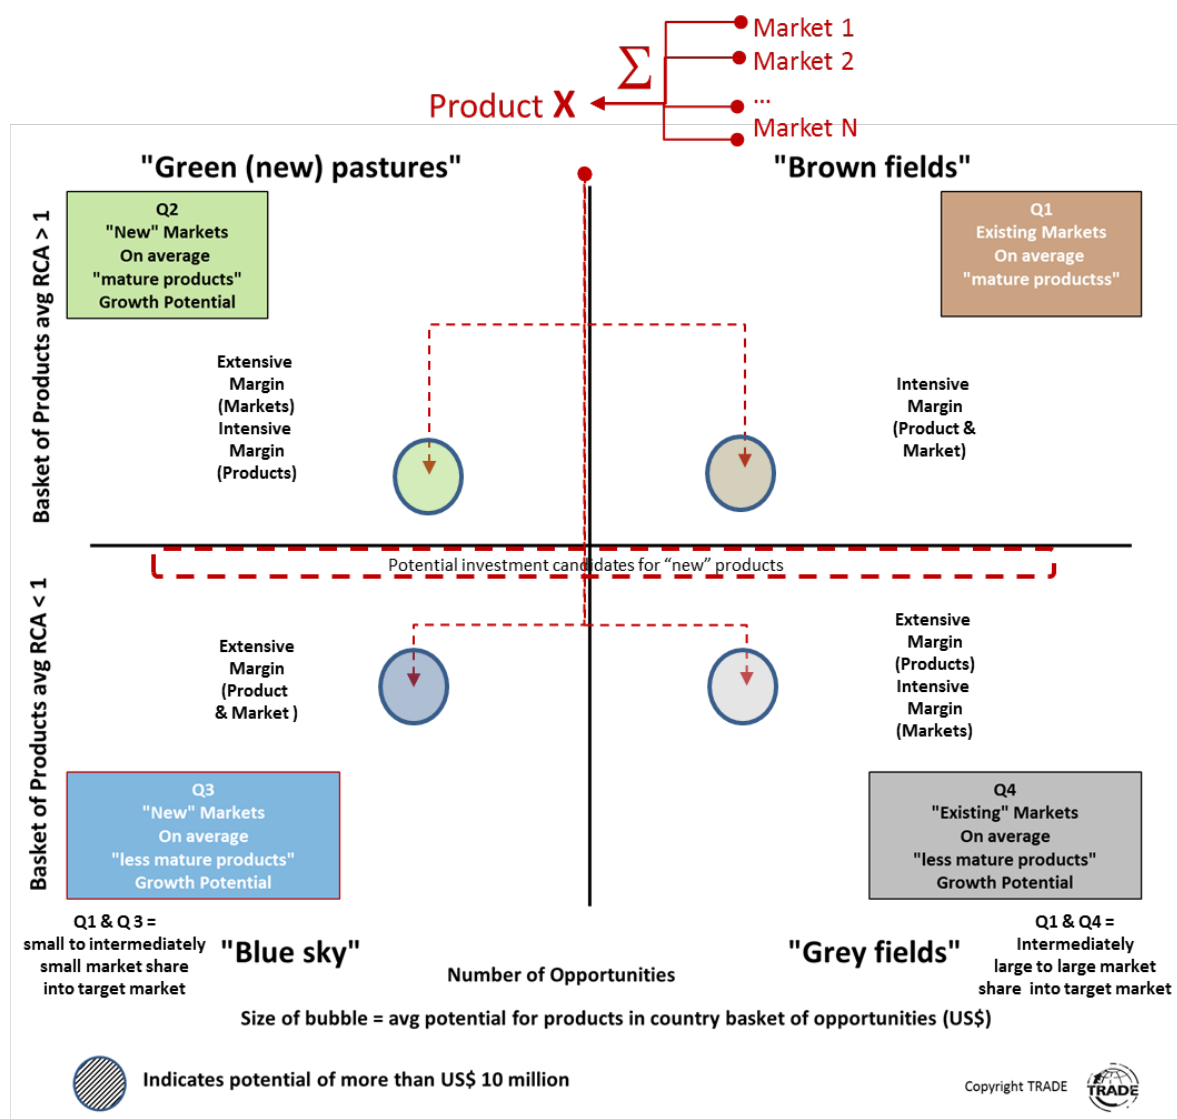 Market 1
Market 2
...
Market N
Σ
Product X
"Green (new) pastures"
"Brown fields"
Basket of Products avg RCA > 1
Q2
"New" Markets
On average
"mature products"
Growth Potential
Q1
Existing Markets
On average
"mature productss"
Extensive
Margin
(Markets)
Intensive
Margin
(Products)
Intensive
Margin
(Product &
Market)
Potential investment candidates for “new” products
Basket of Products avg RCA < 1
Extensive
Margin
(Product
& Market )
Extensive
Margin
(Products)
Intensive
Margin
(Markets)
Q3
"New" Markets
On average
"less mature products"
Growth Potential
Q4
"Existing" Markets
On average
"less mature products"
Growth Potential
Q1 & Q 3 =
small to intermediately
small market share
into target market
"Blue sky"
"Grey fields"
Q1 & Q4 =
Intermediately
large to large market
share into target market
Number of Opportunities
Size of bubble = avg potential for products in country basket of opportunities (US$)
Indicates potential of more than US$ 10 million
Copyright TRADE
TRADE